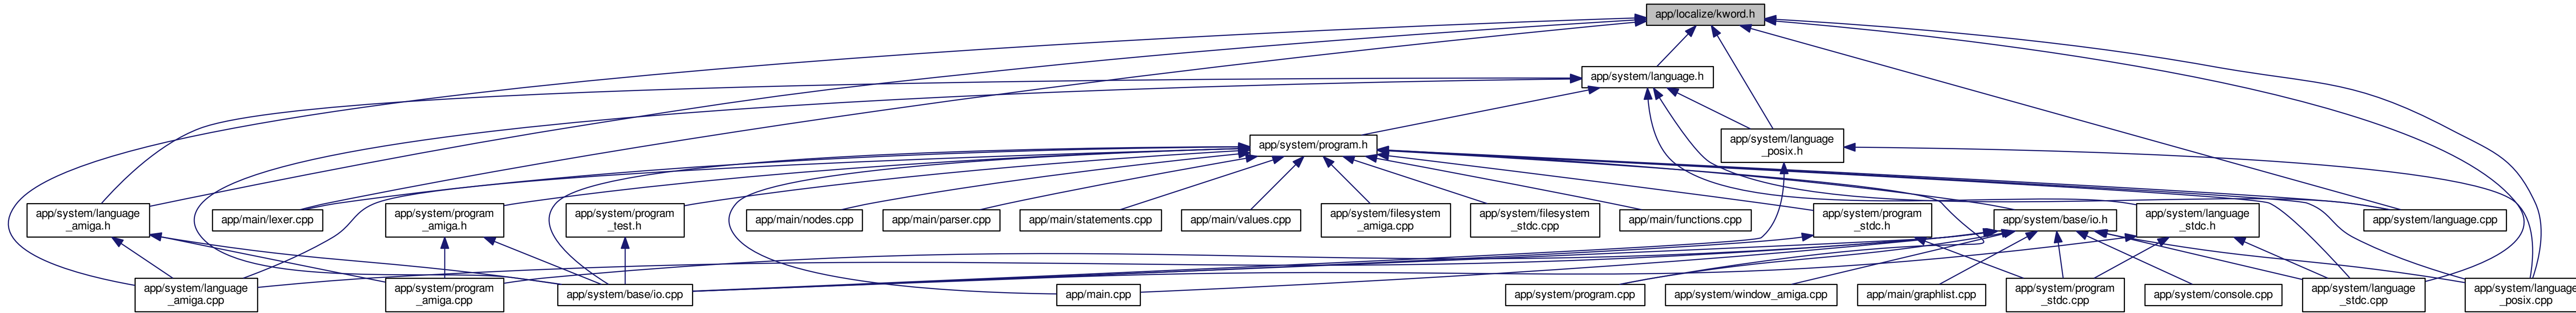 app/localize/kword.h
app/system/language.h
app/system/program.h
app/system/language
_posix.h
app/system/language
_amiga.h
app/main/lexer.cpp
app/system/program
_amiga.h
app/system/program
_test.h
app/main/nodes.cpp
app/main/parser.cpp
app/main/statements.cpp
app/main/values.cpp
app/system/filesystem
_amiga.cpp
app/system/filesystem
_stdc.cpp
app/main/functions.cpp
app/system/program
_stdc.h
app/system/base/io.h
app/system/language
_stdc.h
app/system/language.cpp
app/system/language
_amiga.cpp
app/system/program
_amiga.cpp
app/system/base/io.cpp
app/main.cpp
app/system/program.cpp
app/system/window_amiga.cpp
app/main/graphlist.cpp
app/system/program
_stdc.cpp
app/system/console.cpp
app/system/language
_stdc.cpp
app/system/language
_posix.cpp